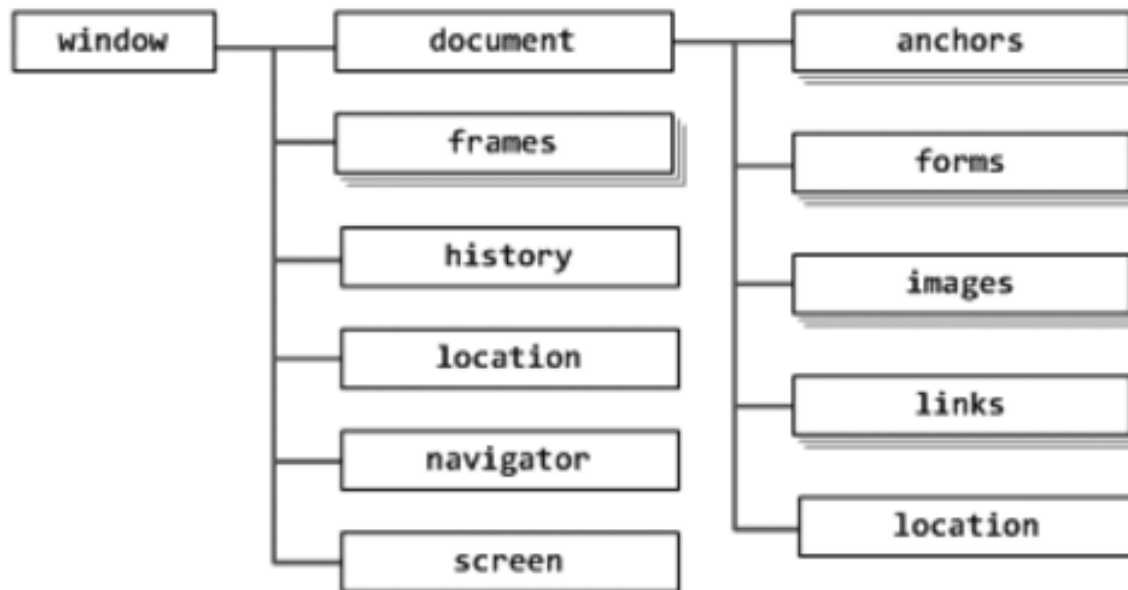 window
document
anchors
frames
forms
history
images
location
links
navigator
location
screen